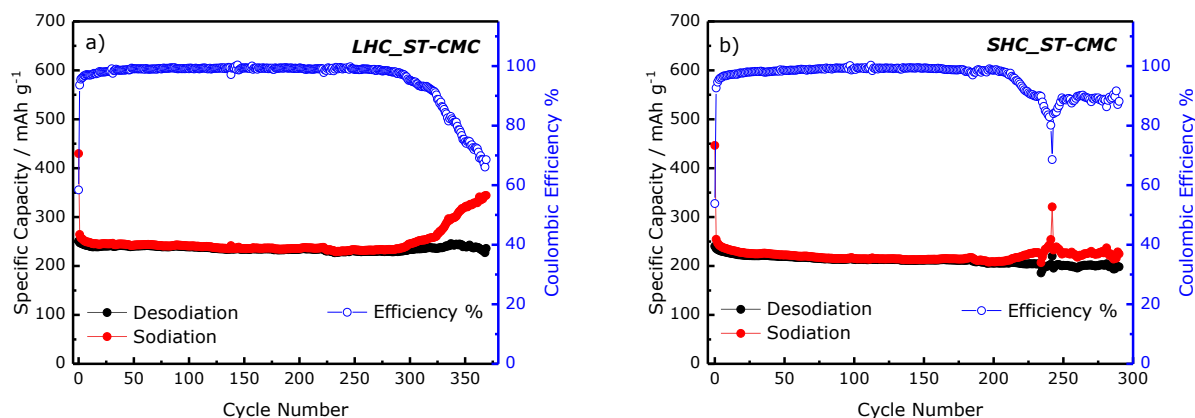 a)
LHC_ST-CMC
Specific Capacity / mAh g⁻¹
700
600
500
400
300
200
100
0
Desodiation
Sodiation
Efficiency %
100
80
60
40
20
0
Coulombic Efficiency %
0 50 100 150 200 250 300 350
Cycle Number
b)
SHC_ST-CMC
Specific Capacity / mAh g⁻¹
700
600
500
400
300
200
100
0
Desodiation
Sodiation
Efficiency %
100
80
60
40
20
0
Coulombic Efficiency %
0 50 100 150 200 250 300
Cycle Number